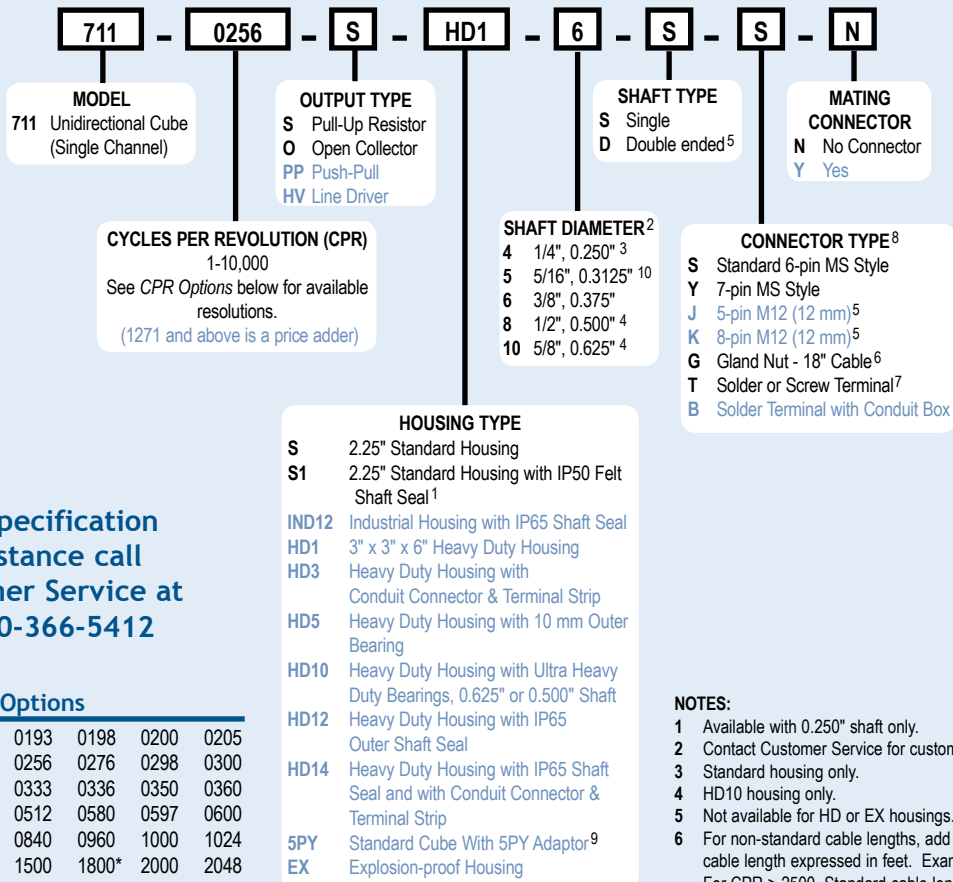 711 - 0256 - S - HD1 - 6 - S - S - N
MODEL
711 Unidirectional Cube
(Single Channel)
OUTPUT TYPE
S Pull-Up Resistor
O Open Collector
PP Push-Pull
HV Line Driver
SHAFT TYPE
S Single
D Double ended 5
MATING
CONNECTOR
N No Connector
Y Yes
CYCLES PER REVOLUTION (CPR)
1-10,000
See CPR Options below for available
resolutions.
(1271 and above is a price adder)
SHAFT DIAMETER 2
4 1/4", 0.250" 3
5 5/16", 0.3125" 10
6 3/8", 0.375"
8 1/2", 0.500" 4
10 5/8", 0.625" 4
CONNECTOR TYPE 8
S Standard 6-pin MS Style
Y 7-pin MS Style
J 5-pin M12 (12 mm) 5
K 8-pin M12 (12 mm) 5
G Gland Nut - 18" Cable 6
T Solder or Screw Terminal 7
B Solder Terminal with Conduit Box
HOUSING TYPE
S 2.25" Standard Housing
S1 2.25" Standard Housing with IP50 Felt
Shaft Seal 1
IND12 Industrial Housing with IP65 Shaft Seal
HD1 3" x 3" x 6" Heavy Duty Housing
HD3 Heavy Duty Housing with
Conduit Connector & Terminal Strip
HD5 Heavy Duty Housing with 10 mm Outer
Bearing
HD10 Heavy Duty Housing with Ultra Heavy
Duty Bearings, 0.625" or 0.500" Shaft
HD12 Heavy Duty Housing with IP65
Outer Shaft Seal
HD14 Heavy Duty Housing with IP65 Shaft
Seal and with Conduit Connector &
Terminal Strip
5PY Standard Cube With 5PY Adaptor 9
EX Explosion-proof Housing
pecification
stance call
ner Service at
0-366-5412
Options
0193 0198 0200 0205
0256 0276 0298 0300
0333 0336 0350 0360
0512 0580 0597 0600
0840 0960 1000 1024
1500 1800* 2000 2048
NOTES:
1 Available with 0.250" shaft only.
2 Contact Customer Service for custom
3 Standard housing only.
4 HD10 housing only.
5 Not available for HD or EX housings.
6 For non-standard cable lengths, add
cable length expressed in feet. Exam